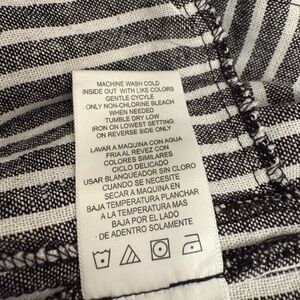 MACHINE WASH COLD
INSIDE OUT WITH LIKE COLORS
GENTLE CYCYLE
ONLY NON-CHLORINE BLEACH
WHEN NEEDED
TUMBLE DRY LOW
IRON ON LOWEST SETTING
ON REVERSE SIDE ONLY
LAVAR A MAQUINA CON AGUA
FRIA AL REVEZ CON
COLORES SIMILARES
CICLO DELICADO
USAR BLANQUEADOR SIN CLORO
CUANDO SE NECESITE
SECAR A MAQUINA EN
BAJA TEMPERATURA PLANCHAR
A LA TEMPERATURA MAS
BAJA POR EL LADO
- DE ADENTRO SOLAMENTE